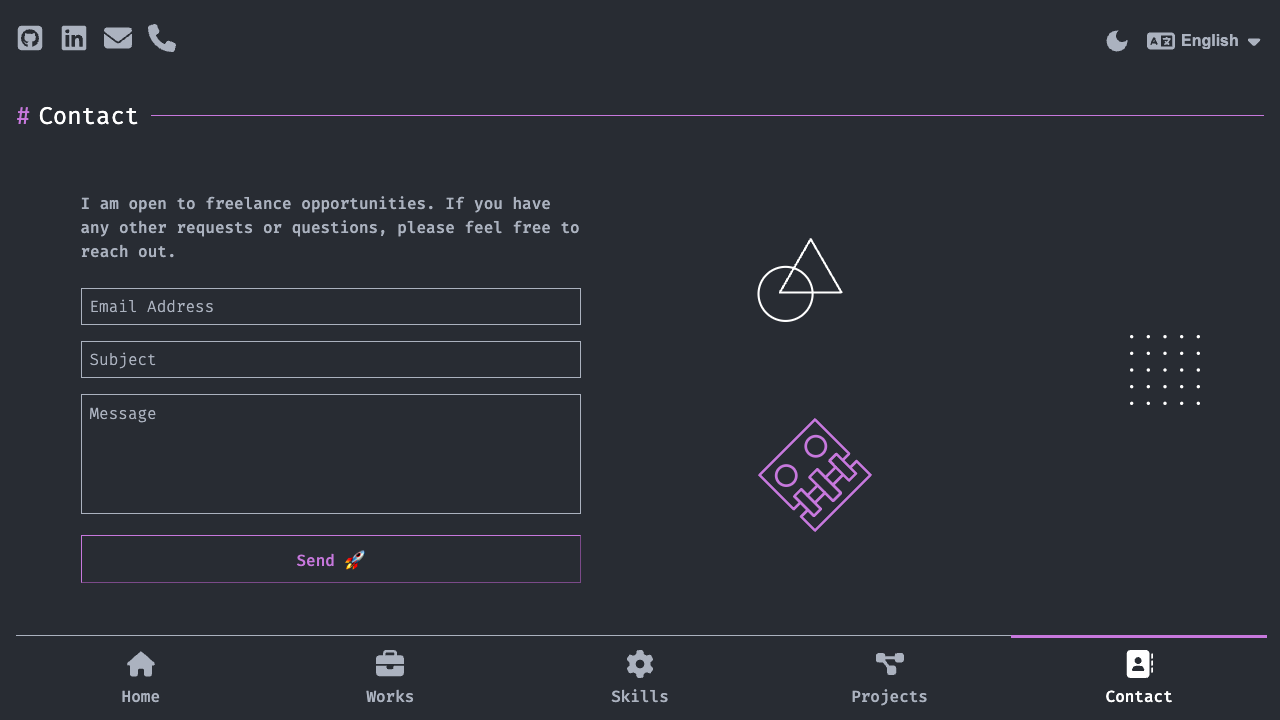 English
# Contact
I am open to freelance opportunities. If you have
any other requests or questions, please feel free to
reach out.
Email Address
Subject
Message
Send 🚀
Home
Works
Skills
Projects
Contact